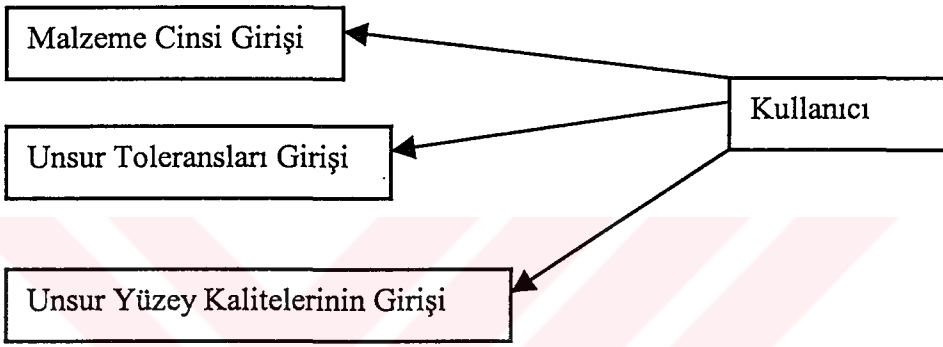 Malzeme Cinsi Girişi
Kullanıcı
Unsur Toleransları Girişi
Unsur Yüzey Kalitelerinin Girişi